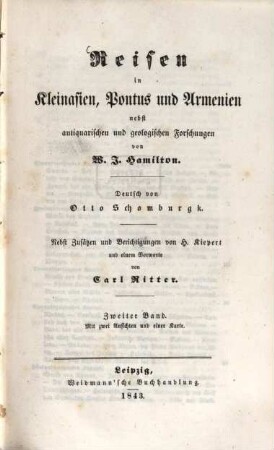 Reisen
in
Kleinasien, Pontus und Armenien
nebst
antiquarischen und geologischen Forschungen
von
W. J. Hamilton.
Deutsch von
Otto Schomburgk.
Nebst Zusätzen und Berichtigungen von H. Kiepert
und einem Vorworte
von
Carl Ritter.
Zweiter Band.
Mit zwei Ansichten und einer Karte.
Leipzig,
Weidmann'sche Buchhandlung.
1843.